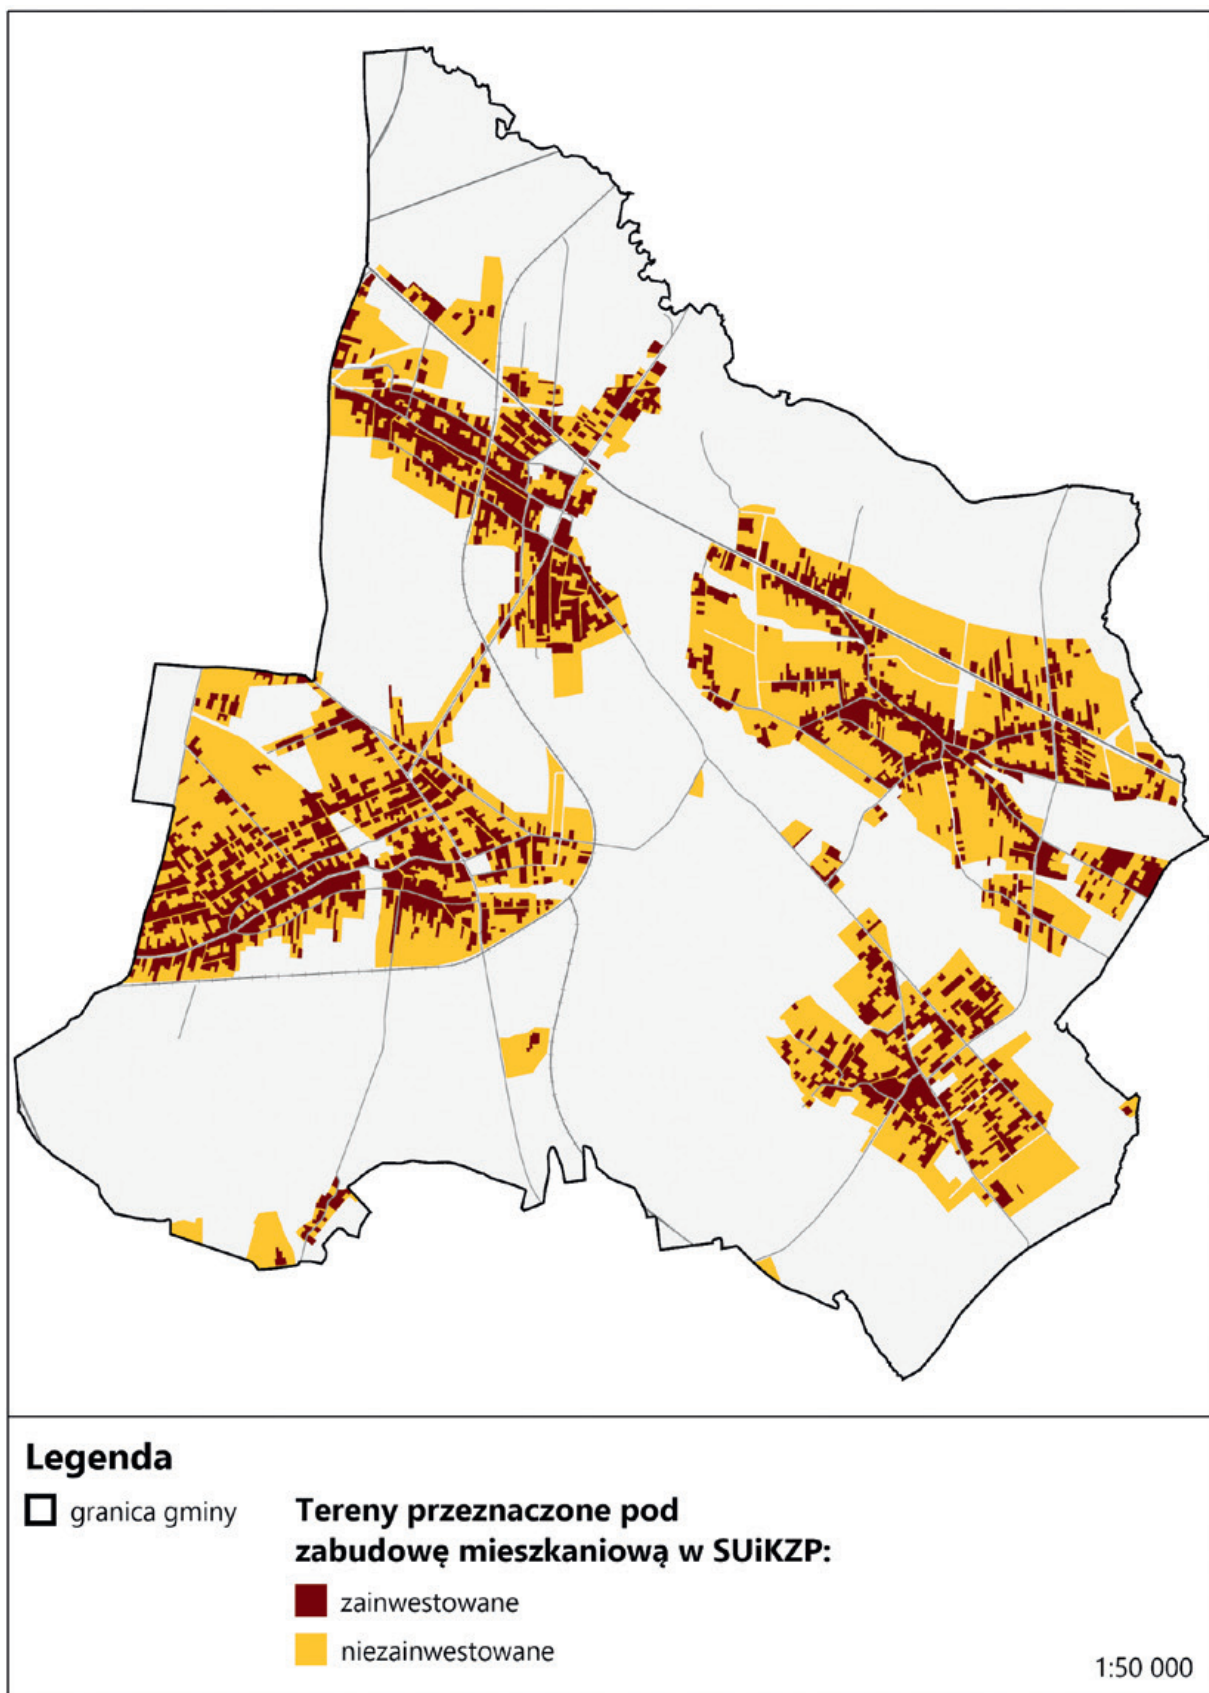 Legenda
granica gminy
Tereny przeznaczone pod
zabudowę mieszkaniową w SUiKZP:
zainwestowane
niezainwestowane
1:50 000